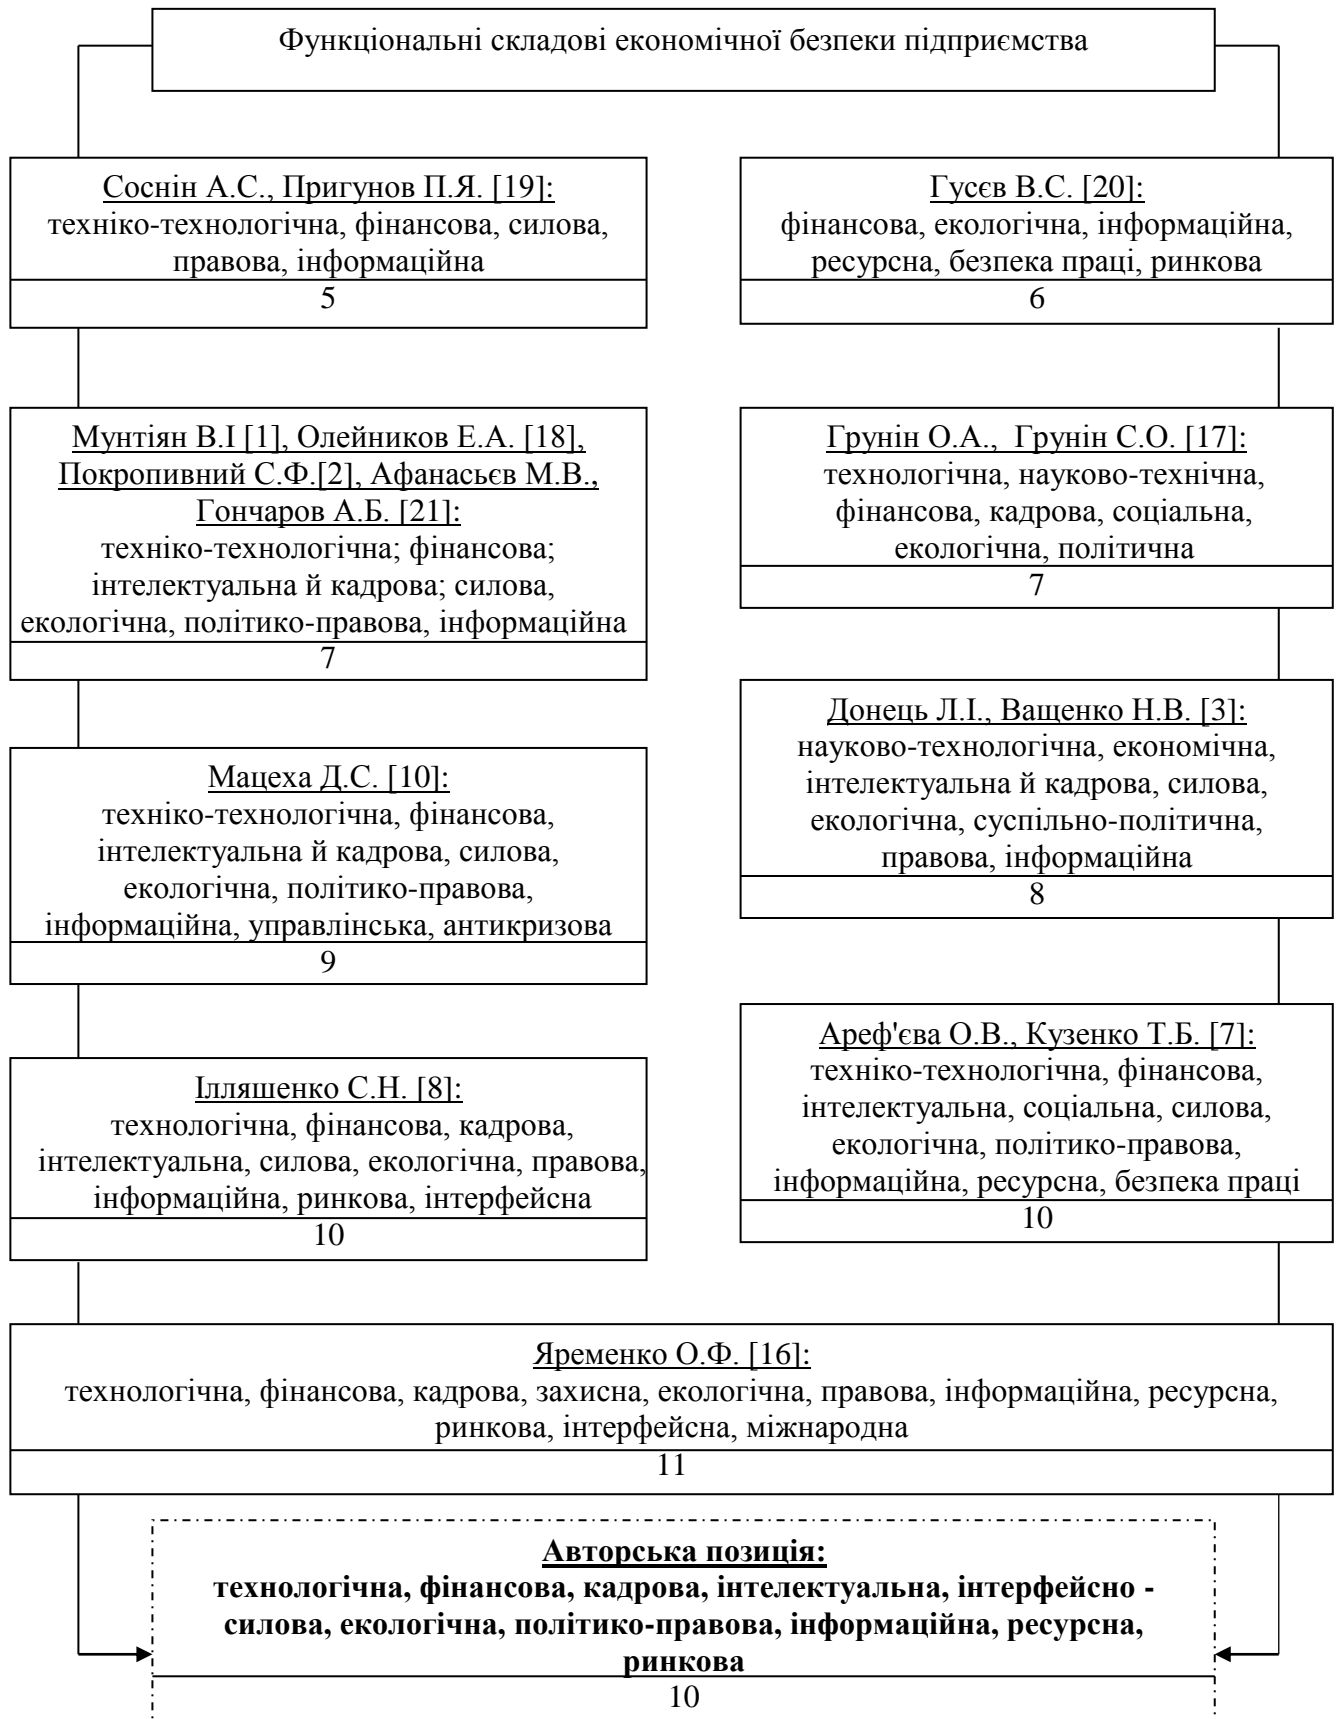 Функціональні складові економічної безпеки підприємства
Соснін А.С., Пригунов П.Я. [19]:
техніко-технологічна, фінансова, силова,
правова, інформаційна
5
Гусєв В.С. [20]:
фінансова, екологічна, інформаційна,
ресурсна, безпека праці, ринкова
6
Мунтіян В.І [1], Олейников Е.А. [18],
Покропивний С.Ф.[2], Афанасьєв М.В.,
Гончаров А.Б. [21]:
техніко-технологічна; фінансова;
інтелектуальна й кадрова; силова,
екологічна, політико-правова, інформаційна
7
Грунін О.А., Грунін С.О. [17]:
технологічна, науково-технічна,
фінансова, кадрова, соціальна,
екологічна, політична
7
Донець Л.І., Ващенко Н.В. [3]:
науково-технологічна, економічна,
інтелектуальна й кадрова, силова,
екологічна, суспільно-політична,
правова, інформаційна
8
Мацеха Д.С. [10]:
техніко-технологічна, фінансова,
інтелектуальна й кадрова, силова,
екологічна, політико-правова,
інформаційна, управлінська, антикризова
9
Ареф'єва О.В., Кузенко Т.Б. [7]:
техніко-технологічна, фінансова,
інтелектуальна, соціальна, силова,
екологічна, політико-правова,
інформаційна, ресурсна, безпека праці
10
Ілляшенко С.Н. [8]:
технологічна, фінансова, кадрова,
інтелектуальна, силова, екологічна, правова,
інформаційна, ринкова, інтерфейсна
10
Яременко О.Ф. [16]:
технологічна, фінансова, кадрова, захисна, екологічна, правова, інформаційна, ресурсна,
ринкова, інтерфейсна, міжнародна
11
Авторська позиція:
технологічна, фінансова, кадрова, інтелектуальна, інтерфейсно -
силова, екологічна, політико-правова, інформаційна, ресурсна,
ринкова
10